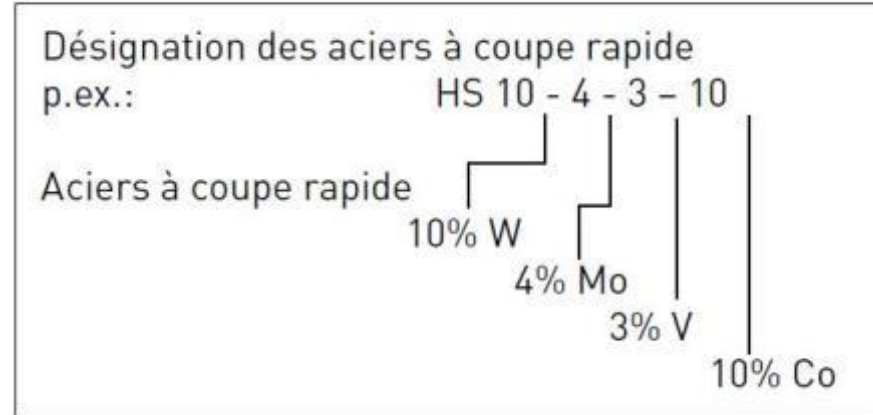 Désignation des aciers à coupe rapide
p.ex.: HS 10 - 4 - 3 – 10
Aciers à coupe rapide
10% W
4% Mo
3% V
10% Co